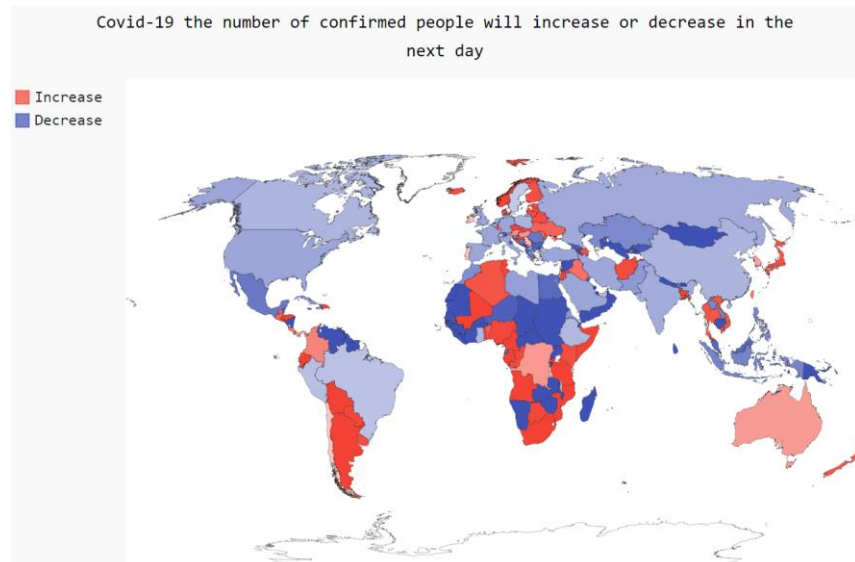 Covid-19 the number of confirmed people will increase or decrease in the
next day
Increase
Decrease